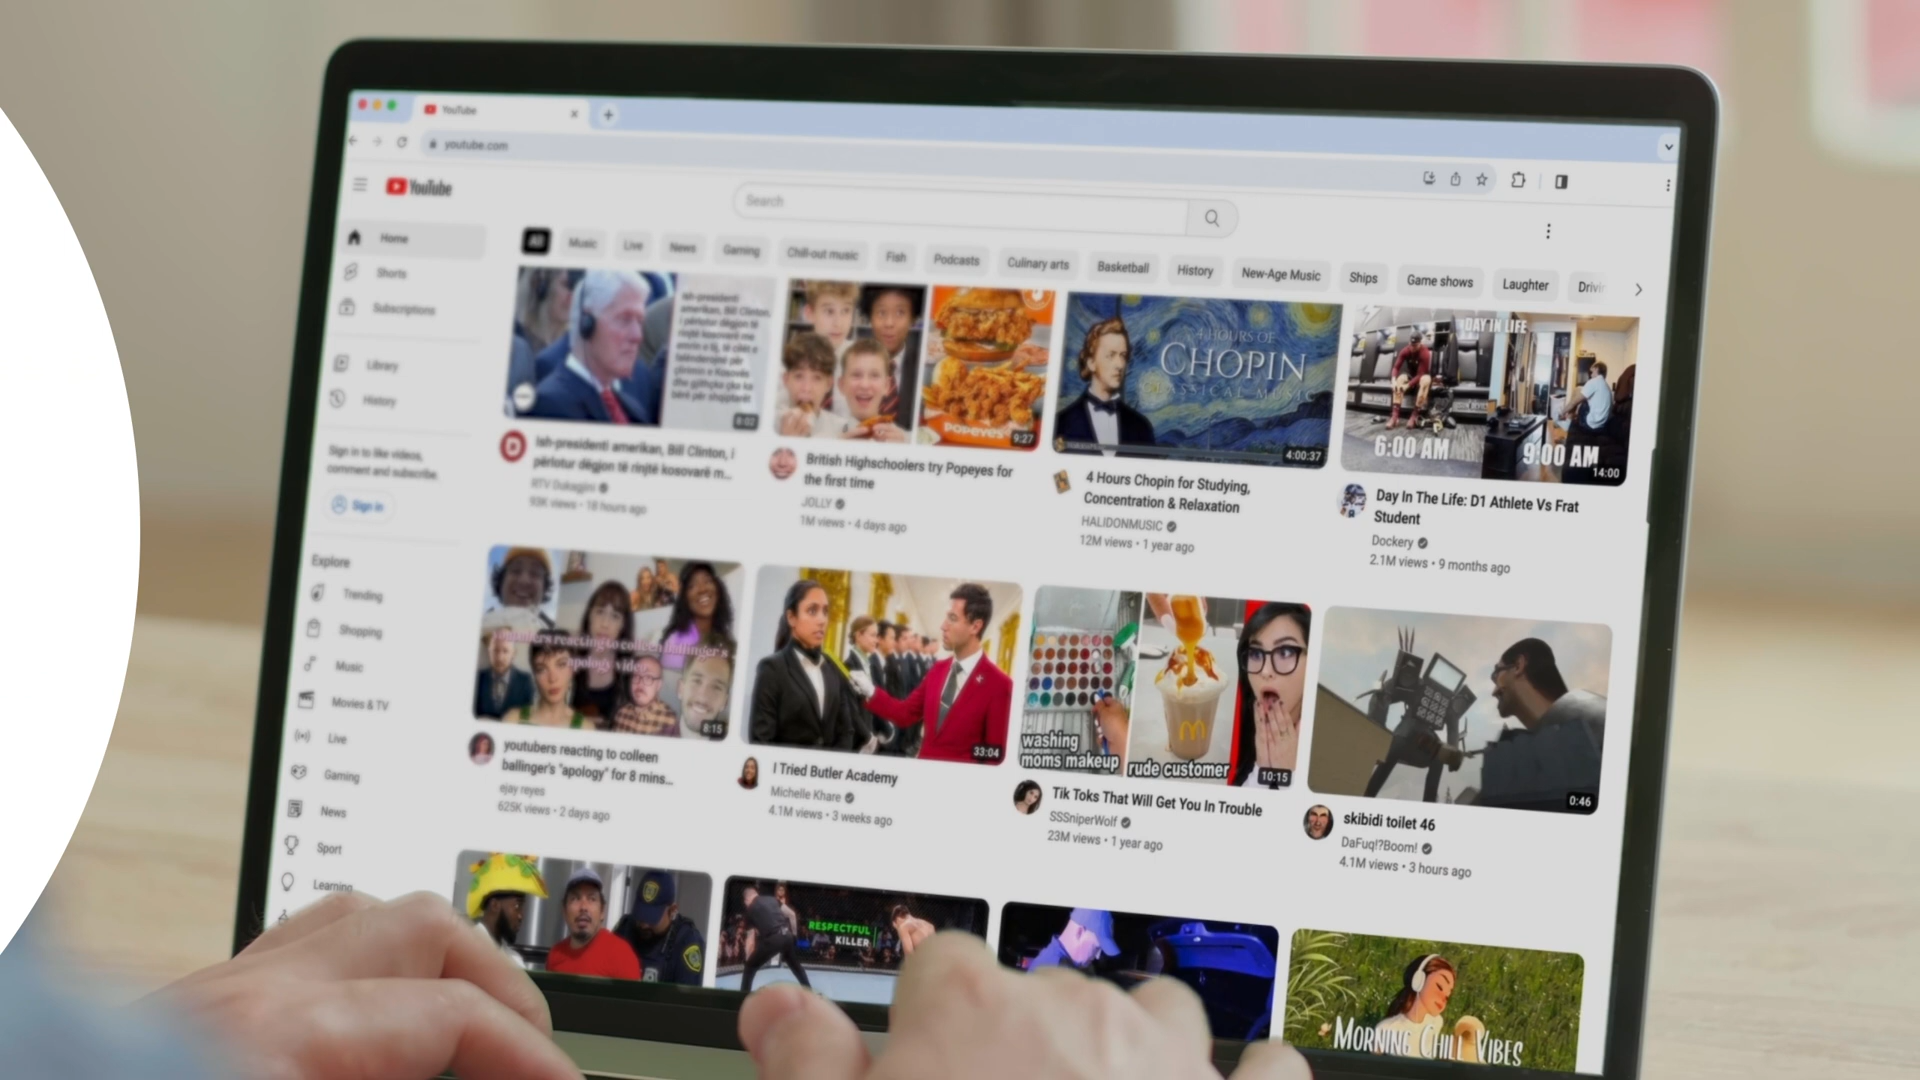 YouTube
youtube.com
YouTube
Search
All
Music
Live
News
Gaming
Chill-out music
Fish
Podcasts
Culinary arts
Basketball
History
New-Age Music
Ships
Game shows
Laughter
Home
Shorts
Subscriptions
Library
History
Sign in to like videos,
comment and subscribe.
Sign in
Explore
Trending
Shopping
Music
Movies & TV
Live
Gaming
News
Sport
Learning
Ish-presidenti
amerikan, Bill Clinton,
8:02
Ish-presidenti amerikan, Bill Clinton, i
përlotur dëgjon të rinjtë kosovarë m...
RTV Dukagjini
93K views • 18 hours ago
POPEYES
9:27
British Highschoolers try Popeyes for
the first time
JOLLY
1M views • 4 days ago
4 HOURS OF
CHOPIN
CLASSICAL MUSIC
4:00:37
4 Hours Chopin for Studying,
Concentration & Relaxation
HALIDONMUSIC
12M views • 1 year ago
DAY IN LIFE
6:00 AM
9:00 AM
14:00
Day In The Life: D1 Athlete Vs Frat
Student
Dockery
2.1M views • 9 months ago
youtubers reacting to colleen ballinger's
apology video
8:15
youtubers reacting to colleen
ballinger's "apology" for 8 mins...
ejay reyes
625K views • 2 days ago
33:04
I Tried Butler Academy
Michelle Khare
4.1M views • 3 weeks ago
washing
moms makeup
rude customer
10:15
Tik Toks That Will Get You In Trouble
SSSniperWolf
23M views • 1 year ago
0:46
skibidi toilet 46
DaFuq!?Boom!
4.1M views • 3 hours ago
RESPECTFUL
KILLER
MORNING CHILL VIBES